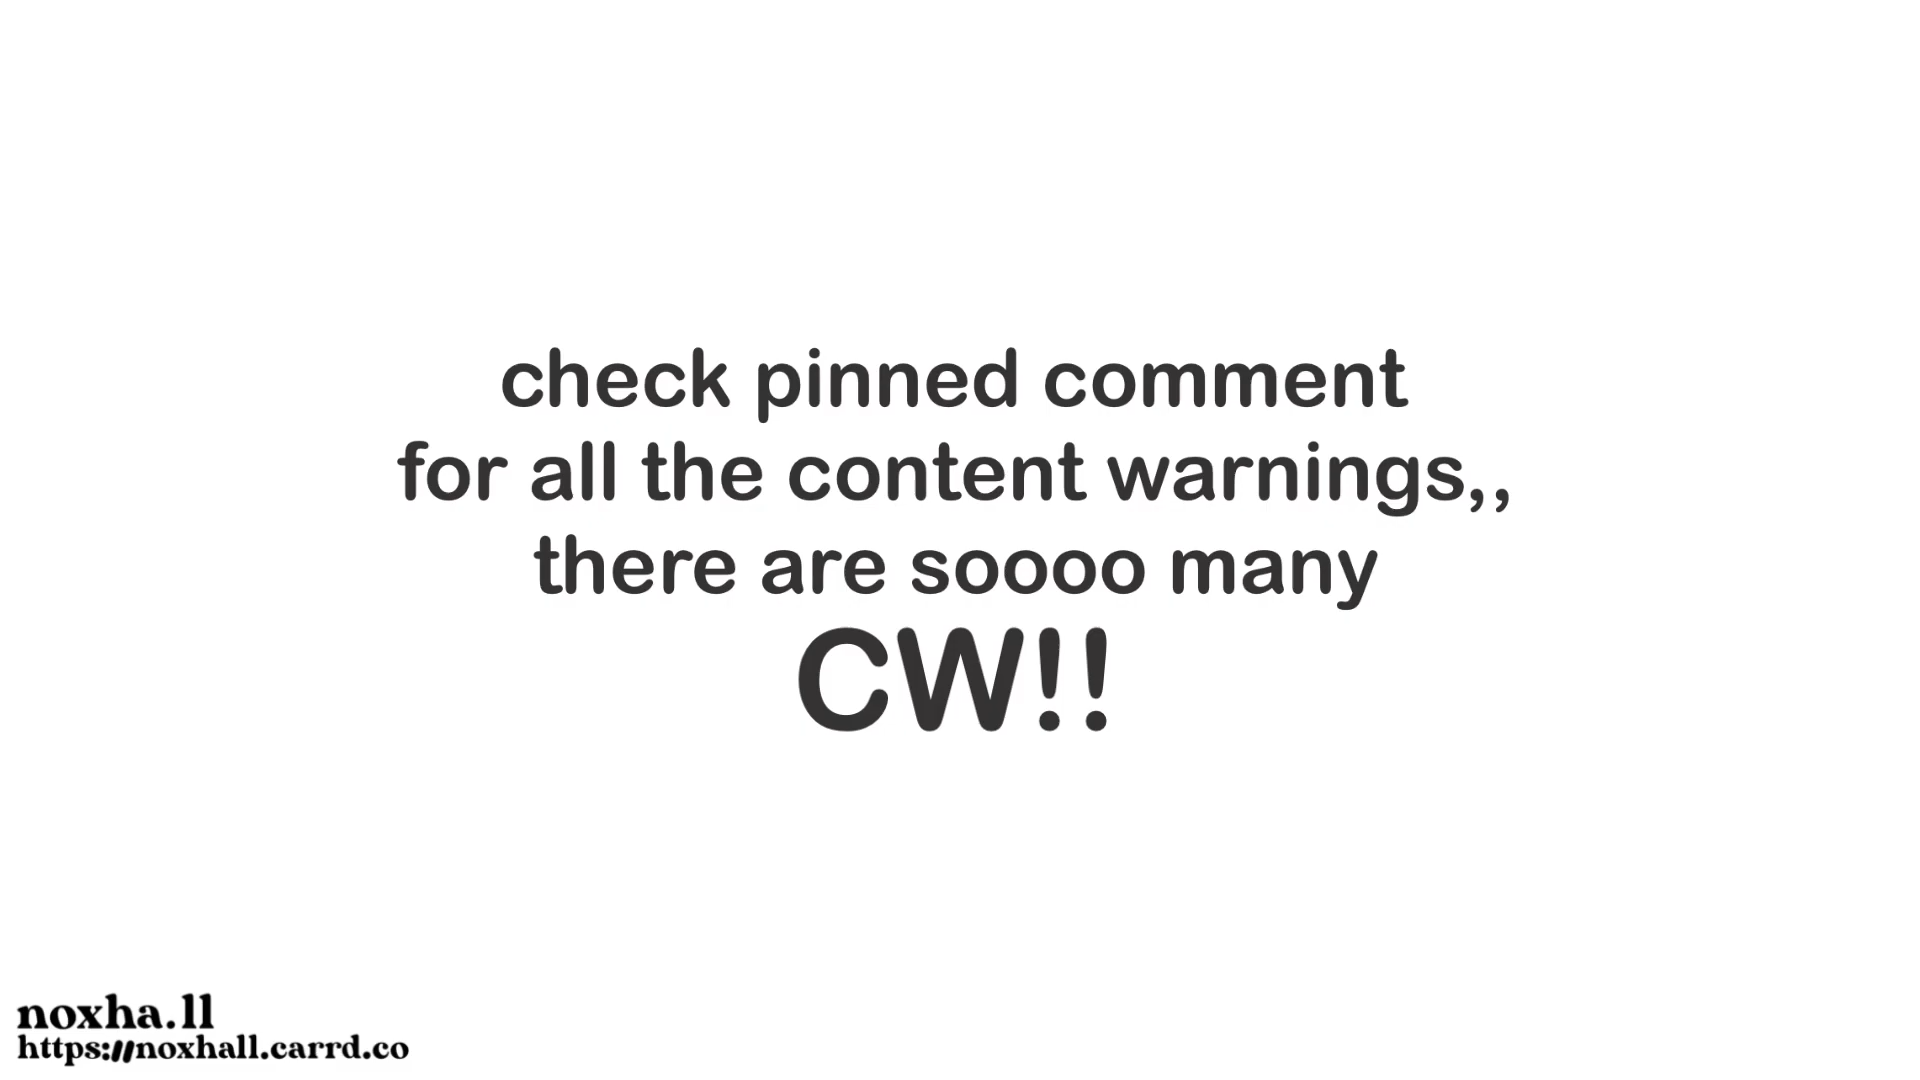 check pinned comment
for all the content warnings,,
there are soooo many
CW!!
noxha.ll
https://noxhall.carrd.co